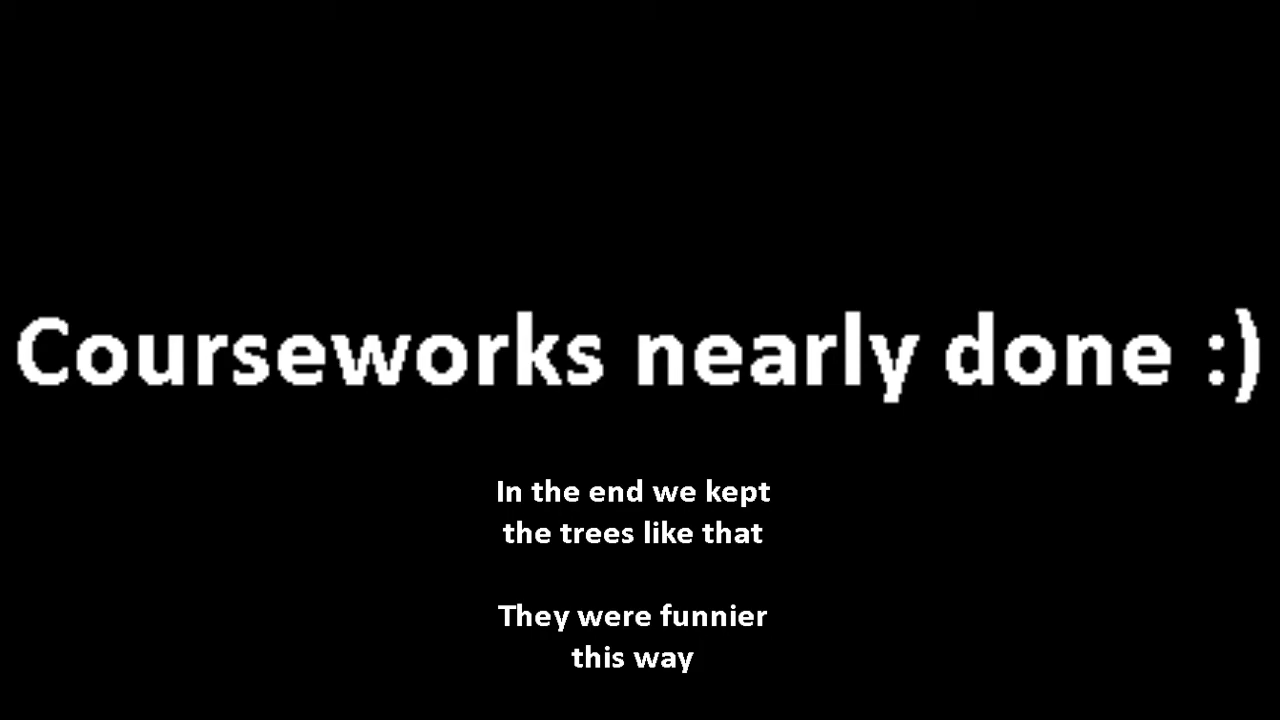 Courseworks nearly done :)
In the end we kept
the trees like that
They were funnier
this way